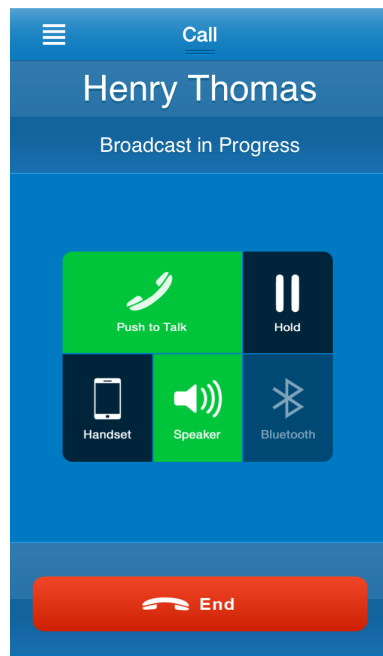 Call
Henry Thomas
Broadcast in Progress
Push to Talk
Hold
Handset
Speaker
Bluetooth
End